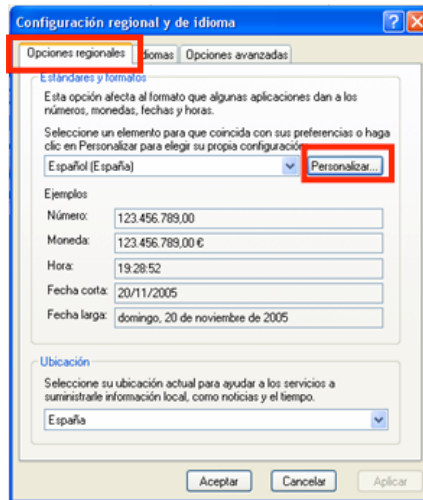 Configuración regional y de idioma
Opciones regionales Idiomas Opciones avanzadas
Estándares y formatos
Esta opción afecta al formato que algunas aplicaciones dan a los
números, monedas, fechas y horas.
Seleccione un elemento para que coincida con sus preferencias o haga
clic en Personalizar para elegir su propia configuración:
Español (España) Personalizar...
Ejemplos
Número: 123.456.789,00
Moneda: 123.456.789,00 €
Hora: 19:28:52
Fecha corta: 20/11/2005
Fecha larga: domingo, 20 de noviembre de 2005
Ubicación
Seleccione su ubicación actual para ayudar a los servicios a
suministrarle información local, como noticias y el tiempo.
España
Aceptar Cancelar Aplicar